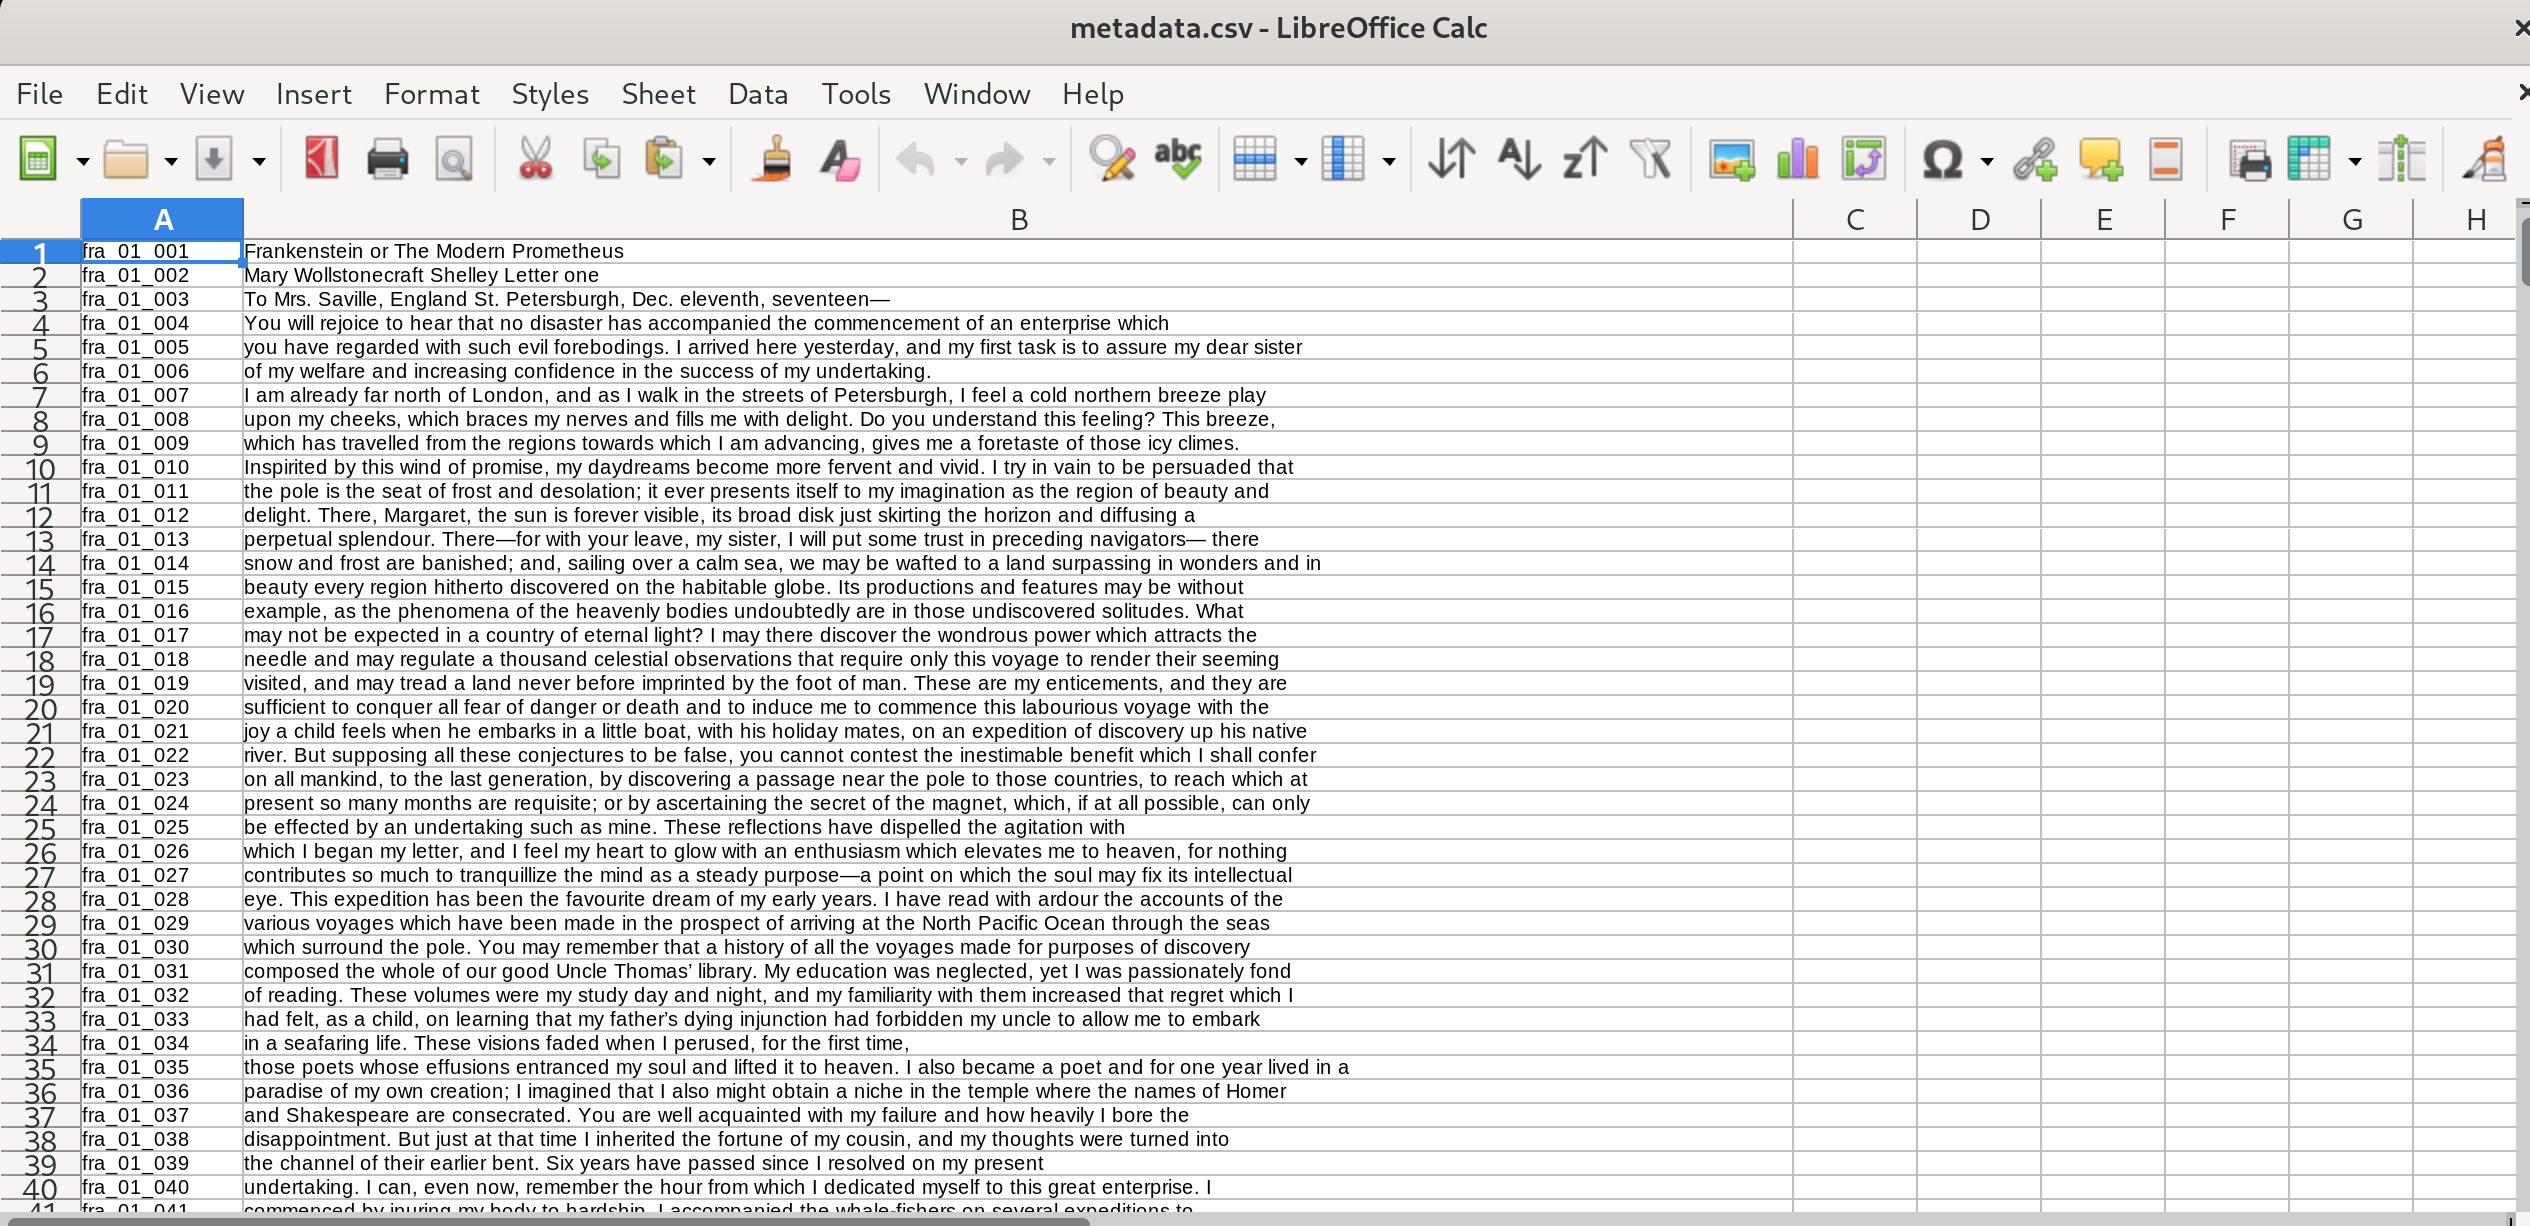 metadata.csv - LibreOffice Calc
File Edit View Insert Format Styles Sheet Data Tools Window Help
abc
A B C D E F G H
1 fra_01_001 Frankenstein or The Modern Prometheus
2 fra_01_002 Mary Wollstonecraft Shelley Letter one
3 fra_01_003 To Mrs. Saville, England St. Petersburgh, Dec. eleventh, seventeen—
4 fra_01_004 You will rejoice to hear that no disaster has accompanied the commencement of an enterprise which
5 fra_01_005 you have regarded with such evil forebodings. I arrived here yesterday, and my first task is to assure my dear sister
6 fra_01_006 of my welfare and increasing confidence in the success of my undertaking.
7 fra_01_007 I am already far north of London, and as I walk in the streets of Petersburgh, I feel a cold northern breeze play
8 fra_01_008 upon my cheeks, which braces my nerves and fills me with delight. Do you understand this feeling? This breeze,
9 fra_01_009 which has travelled from the regions towards which I am advancing, gives me a foretaste of those icy climes.
10 fra_01_010 Inspirited by this wind of promise, my daydreams become more fervent and vivid. I try in vain to be persuaded that
11 fra_01_011 the pole is the seat of frost and desolation; it ever presents itself to my imagination as the region of beauty and
12 fra_01_012 delight. There, Margaret, the sun is forever visible, its broad disk just skirting the horizon and diffusing a
13 fra_01_013 perpetual splendour. There—for with your leave, my sister, I will put some trust in preceding navigators— there
14 fra_01_014 snow and frost are banished; and, sailing over a calm sea, we may be wafted to a land surpassing in wonders and in
15 fra_01_015 beauty every region hitherto discovered on the habitable globe. Its productions and features may be without
16 fra_01_016 example, as the phenomena of the heavenly bodies undoubtedly are in those undiscovered solitudes. What
17 fra_01_017 may not be expected in a country of eternal light? I may there discover the wondrous power which attracts the
18 fra_01_018 needle and may regulate a thousand celestial observations that require only this voyage to render their seeming
19 fra_01_019 visited, and may tread a land never before imprinted by the foot of man. These are my enticements, and they are
20 fra_01_020 sufficient to conquer all fear of danger or death and to induce me to commence this labourious voyage with the
21 fra_01_021 joy a child feels when he embarks in a little boat, with his holiday mates, on an expedition of discovery up his native
22 fra_01_022 river. But supposing all these conjectures to be false, you cannot contest the inestimable benefit which I shall confer
23 fra_01_023 on all mankind, to the last generation, by discovering a passage near the pole to those countries, to reach which at
24 fra_01_024 present so many months are requisite; or by ascertaining the secret of the magnet, which, if at all possible, can only
25 fra_01_025 be effected by an undertaking such as mine. These reflections have dispelled the agitation with
26 fra_01_026 which I began my letter, and I feel my heart to glow with an enthusiasm which elevates me to heaven, for nothing
27 fra_01_027 contributes so much to tranquillize the mind as a steady purpose—a point on which the soul may fix its intellectual
28 fra_01_028 eye. This expedition has been the favourite dream of my early years. I have read with ardour the accounts of the
29 fra_01_029 various voyages which have been made in the prospect of arriving at the North Pacific Ocean through the seas
30 fra_01_030 which surround the pole. You may remember that a history of all the voyages made for purposes of discovery
31 fra_01_031 composed the whole of our good Uncle Thomas’ library. My education was neglected, yet I was passionately fond
32 fra_01_032 of reading. These volumes were my study day and night, and my familiarity with them increased that regret which I
33 fra_01_033 had felt, as a child, on learning that my father’s dying injunction had forbidden my uncle to allow me to embark
34 fra_01_034 in a seafaring life. These visions faded when I perused, for the first time,
35 fra_01_035 those poets whose effusions entranced my soul and lifted it to heaven. I also became a poet and for one year lived in a
36 fra_01_036 paradise of my own creation; I imagined that I also might obtain a niche in the temple where the names of Homer
37 fra_01_037 and Shakespeare are consecrated. You are well acquainted with my failure and how heavily I bore the
38 fra_01_038 disappointment. But just at that time I inherited the fortune of my cousin, and my thoughts were turned into
39 fra_01_039 the channel of their earlier bent. Six years have passed since I resolved on my present
40 fra_01_040 undertaking. I can, even now, remember the hour from which I dedicated myself to this great enterprise. I
41 fra_01_041 commenced by inuring my body to hardship. I accompanied the whale-fishers on several expeditions to